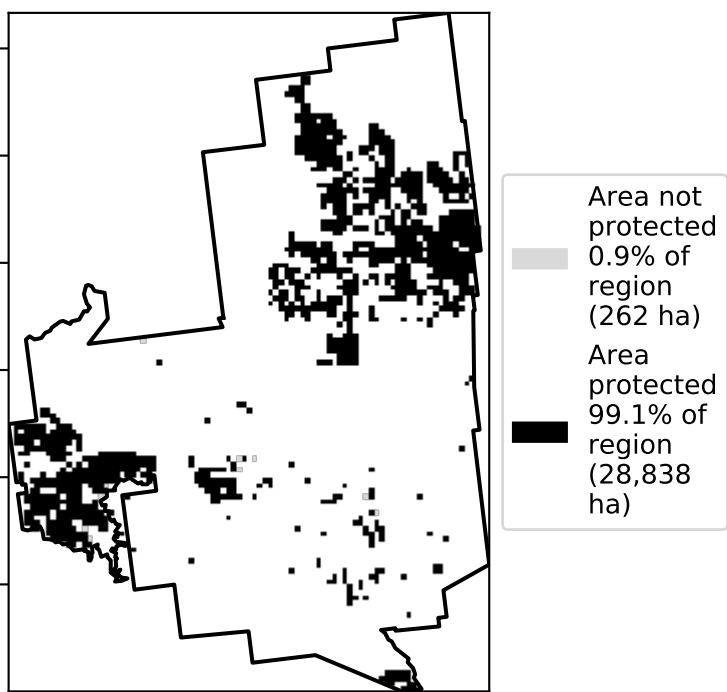 Area not
protected
0.9% of
region
(262 ha)
Area
protected
99.1% of
region
(28,838
ha)